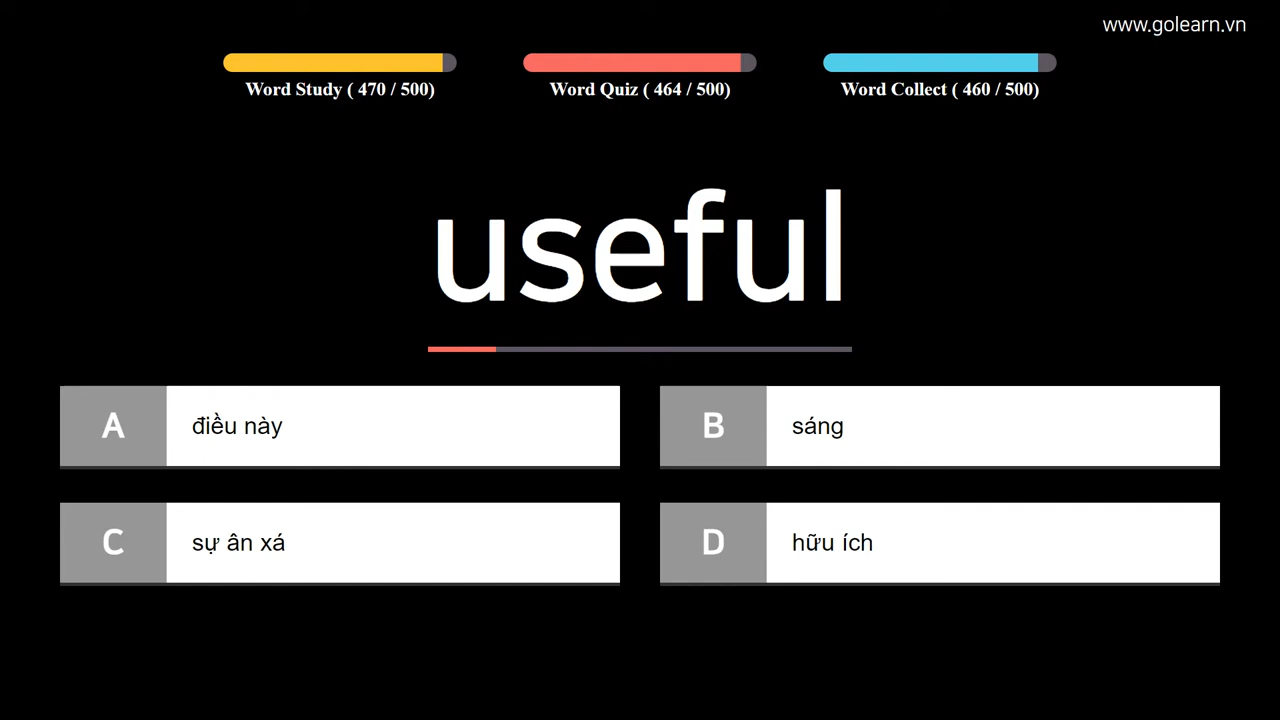 www.golearn.vn
Word Study ( 470 / 500)
Word Quiz ( 464 / 500)
Word Collect ( 460 / 500)
useful
A điều này
B sáng
C sự ân xá
D hữu ích